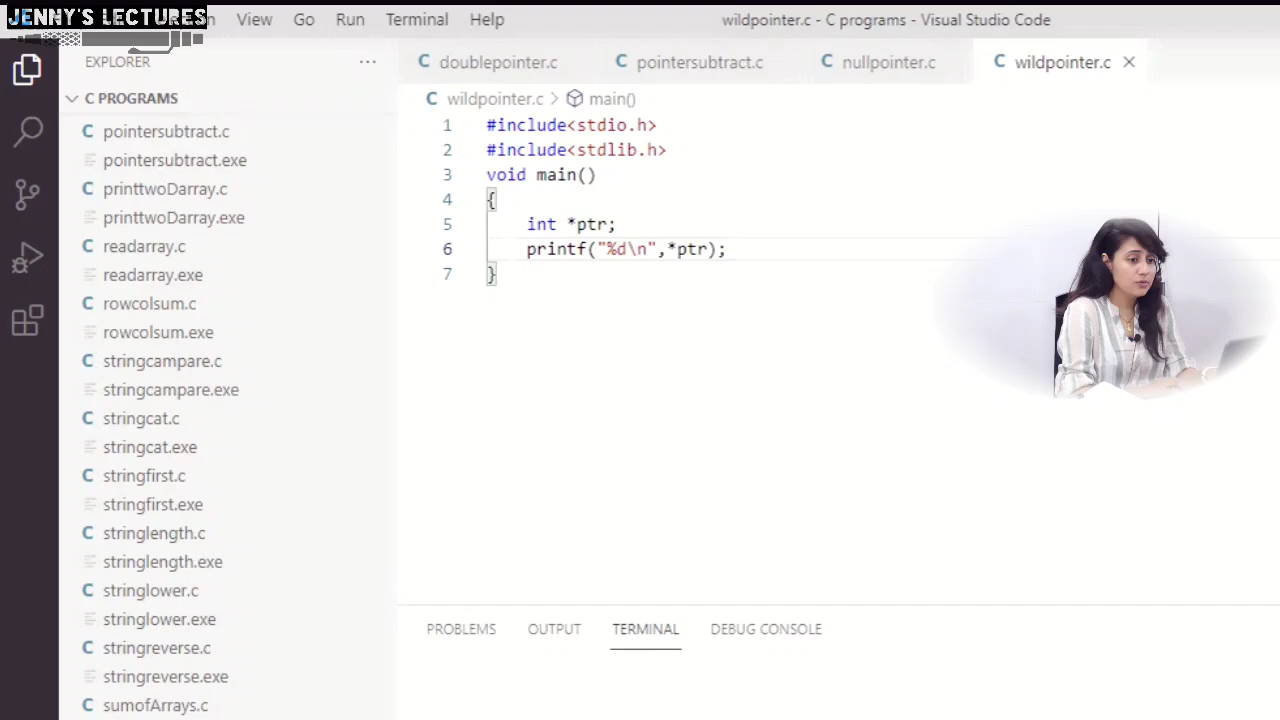 JENNY'S LECTURES
View Go Run Terminal Help
wildpointer.c - C programs - Visual Studio Code
EXPLORER
doublepointer.c
pointersubtract.c
nullpointer.c
wildpointer.c
C PROGRAMS
C pointersubtract.c
pointersubtract.exe
C printtwoDarray.c
printtwoDarray.exe
C readarray.c
readarray.exe
C rowcolsum.c
rowcolsum.exe
C stringcampare.c
stringcampare.exe
C stringcat.c
stringcat.exe
C stringfirst.c
stringfirst.exe
C stringlength.c
stringlength.exe
C stringlower.c
stringlower.exe
C stringreverse.c
stringreverse.exe
C sumofArrays.c
C wildpointer.c > main()
1 #include<stdio.h>
2 #include<stdlib.h>
3 void main()
4 {
5 int *ptr;
6 printf("%d\n",*ptr);
7 }
PROBLEMS OUTPUT TERMINAL DEBUG CONSOLE